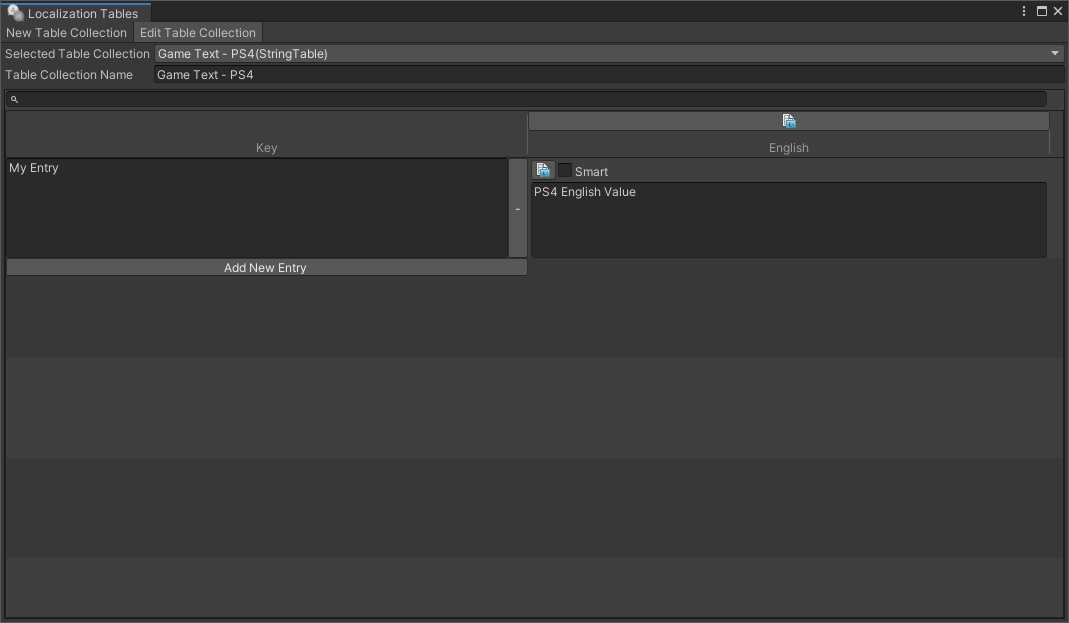 Localization Tables
New Table Collection Edit Table Collection
Selected Table Collection Game Text - PS4(StringTable)
Table Collection Name Game Text - PS4
Key English
My Entry
Smart
PS4 English Value
-
Add New Entry